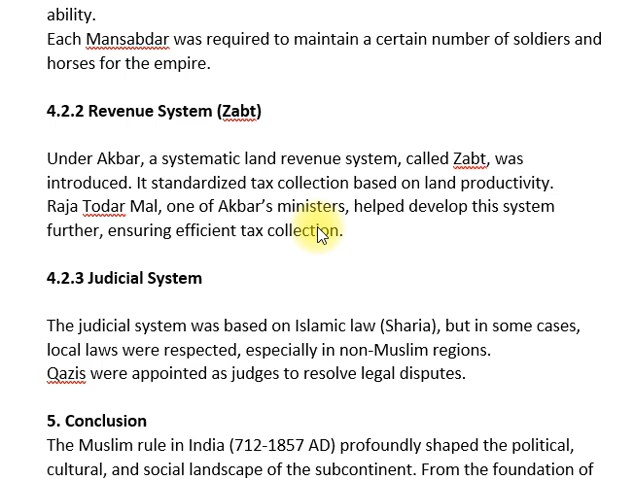 ability.
Each Mansabdar was required to maintain a certain number of soldiers and
horses for the empire.
4.2.2 Revenue System (Zabt)
Under Akbar, a systematic land revenue system, called Zabt, was
introduced. It standardized tax collection based on land productivity.
Raja Todar Mal, one of Akbar’s ministers, helped develop this system
further, ensuring efficient tax collection.
4.2.3 Judicial System
The judicial system was based on Islamic law (Sharia), but in some cases,
local laws were respected, especially in non-Muslim regions.
Qazis were appointed as judges to resolve legal disputes.
5. Conclusion
The Muslim rule in India (712-1857 AD) profoundly shaped the political,
cultural, and social landscape of the subcontinent. From the foundation of